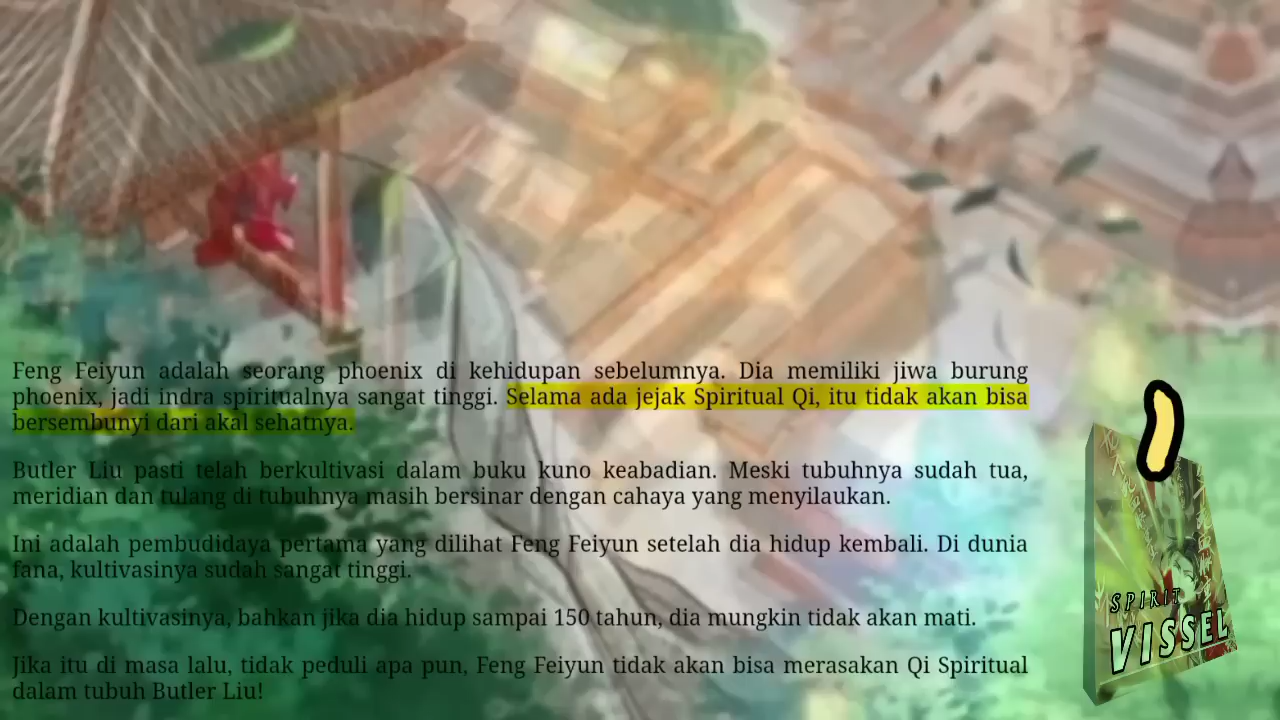 Feng Feiyun adalah seorang phoenix di kehidupan sebelumnya. Dia memiliki jiwa burung
phoenix, jadi indra spiritualnya sangat tinggi. Selama ada jejak Spiritual Qi, itu tidak akan bisa
bersembunyi dari akal sehatnya.
Butler Liu pasti telah berkultivasi dalam buku kuno keabadian. Meski tubuhnya sudah tua,
meridian dan tulang di tubuhnya masih bersinar dengan cahaya yang menyilaukan.
Ini adalah pembudidaya pertama yang dilihat Feng Feiyun setelah dia hidup kembali. Di dunia
fana, kultivasinya sudah sangat tinggi.
Dengan kultivasinya, bahkan jika dia hidup sampai 150 tahun, dia mungkin tidak akan mati.
Jika itu di masa lalu, tidak peduli apa pun, Feng Feiyun tidak akan bisa merasakan Qi Spiritual
dalam tubuh Butler Liu!
SPIRIT
VISSEL